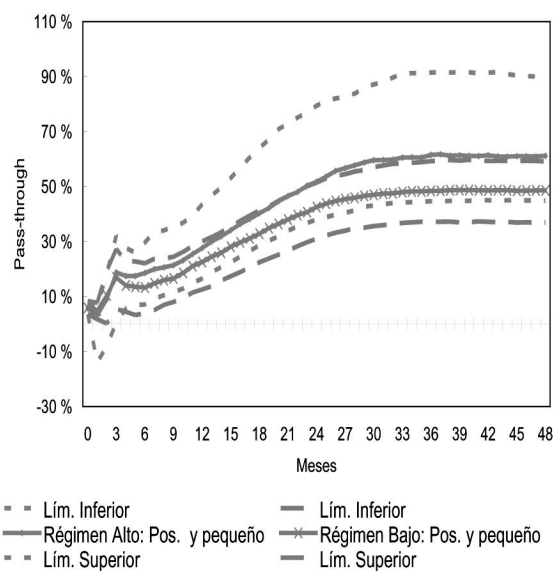 110 %
90 %
70 %
50 %
30 %
10 %
-10 %
-30 %
Pass-through
0 3 6 9 12 15 18 21 24 27 30 33 36 39 42 45 48
Meses
Lím. Inferior
Lím. Inferior
Régimen Alto: Pos. y pequeño
Régimen Bajo: Pos. y pequeño
Lím. Superior
Lím. Superior